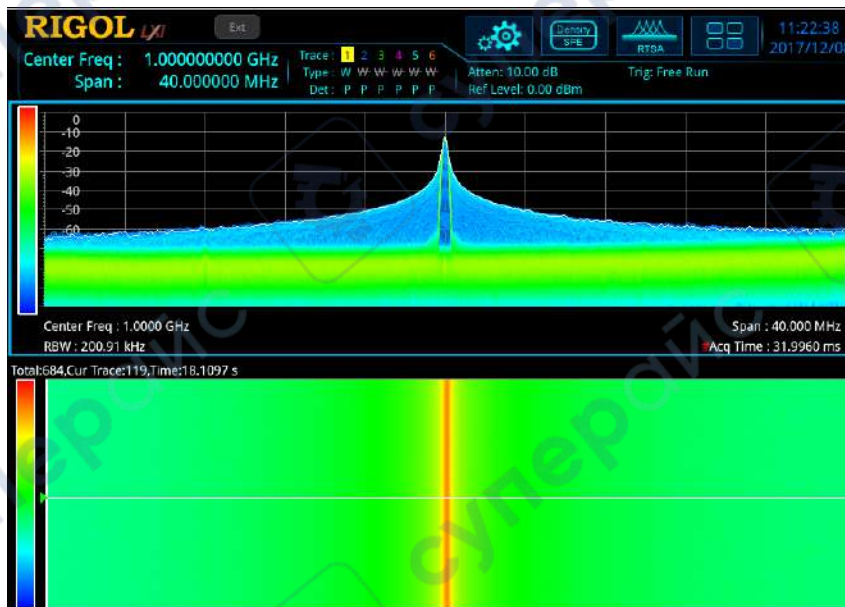 RIGOL LXI Ext Density SPE RTSA 11:22:38
Center Freq : 1.000000000 GHz Trace : 1 2 3 4 5 6 2017/12/0
Span : 40.000000 MHz Type : W W W W W W Atten: 10.00 dB Trig: Free Run
Det : P P P P P P Ref Level: 0.00 dBm
0
-10
-20
-30
-40
-50
-60
Center Freq : 1.0000 GHz Span : 40.000 MHz
RBW : 200.91 kHz #Acq Time : 31.9960 ms
Total:684,Cur Trace:119,Time:18.1097 s
суперайс